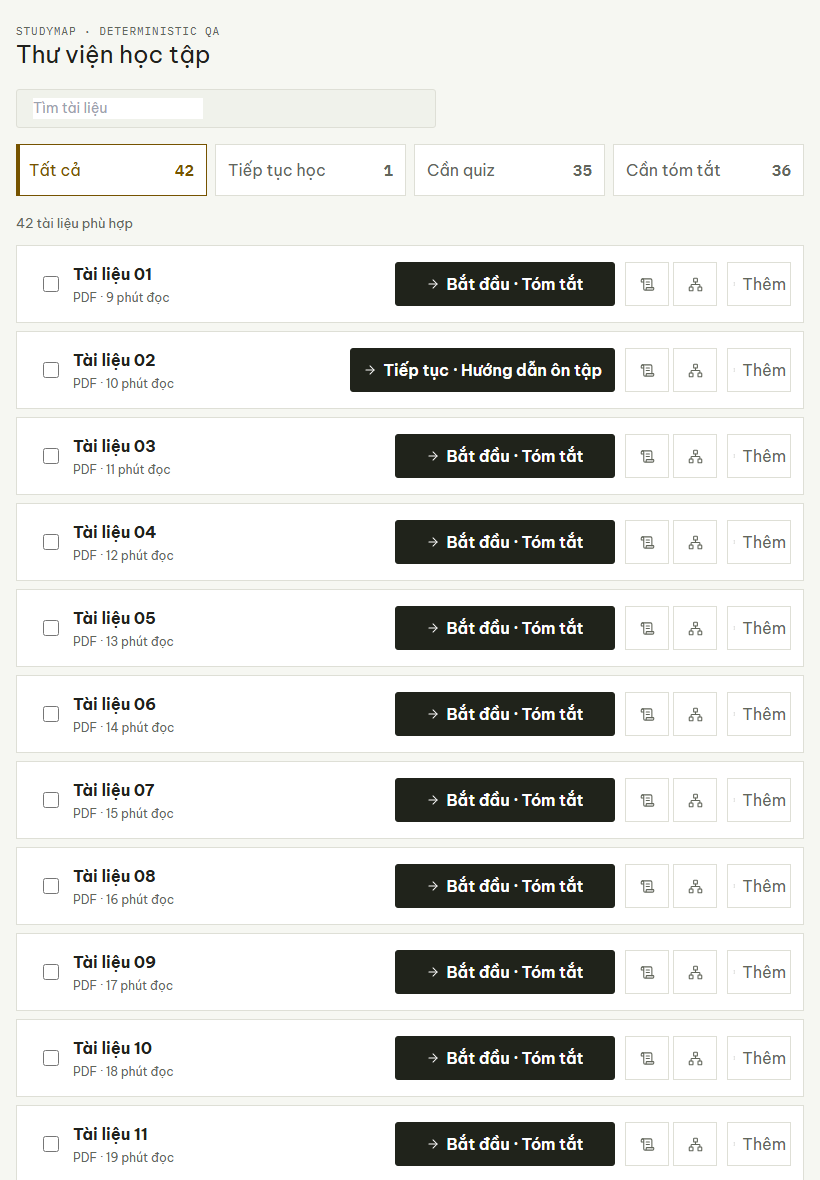 STUDYMAP · DETERMINISTIC QA
Thư viện học tập
Tìm tài liệu
Tất cả 42
Tiếp tục học 1
Cần quiz 35
Cần tóm tắt 36
42 tài liệu phù hợp
Tài liệu 01
PDF · 9 phút đọc
→ Bắt đầu · Tóm tắt
Thêm
Tài liệu 02
PDF · 10 phút đọc
→ Tiếp tục · Hướng dẫn ôn tập
Thêm
Tài liệu 03
PDF · 11 phút đọc
→ Bắt đầu · Tóm tắt
Thêm
Tài liệu 04
PDF · 12 phút đọc
→ Bắt đầu · Tóm tắt
Thêm
Tài liệu 05
PDF · 13 phút đọc
→ Bắt đầu · Tóm tắt
Thêm
Tài liệu 06
PDF · 14 phút đọc
→ Bắt đầu · Tóm tắt
Thêm
Tài liệu 07
PDF · 15 phút đọc
→ Bắt đầu · Tóm tắt
Thêm
Tài liệu 08
PDF · 16 phút đọc
→ Bắt đầu · Tóm tắt
Thêm
Tài liệu 09
PDF · 17 phút đọc
→ Bắt đầu · Tóm tắt
Thêm
Tài liệu 10
PDF · 18 phút đọc
→ Bắt đầu · Tóm tắt
Thêm
Tài liệu 11
PDF · 19 phút đọc
→ Bắt đầu · Tóm tắt
Thêm